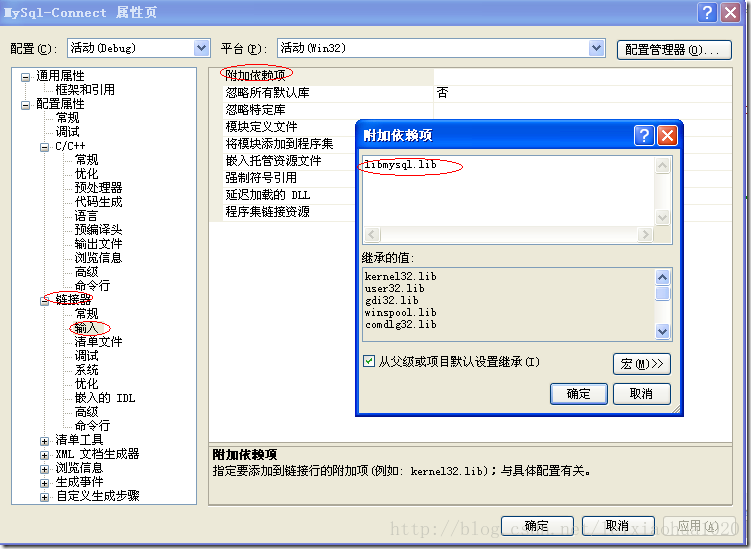 MySql-Connect 属性页
配置(C): 活动(Debug) 平台(P): 活动(Win32) 配置管理器(O)...
通用属性
框架和引用
配置属性
常规
调试
C/C++
常规
优化
预处理器
代码生成
语言
预编译头
输出文件
浏览信息
高级
命令行
链接器
常规
输入
清单文件
调试
系统
优化
嵌入的 IDL
高级
命令行
清单工具
XML 文档生成器
浏览信息
生成事件
自定义生成步骤
附加依赖项
忽略所有默认库 否
忽略特定库
模块定义文件
将模块添加到程序集
嵌入托管资源文件
强制符号引用
延迟加载的 DLL
程序集链接资源
附加依赖项
libmysql.lib
继承的值:
kernel32.lib
user32.lib
gdi32.lib
winspool.lib
comdlg32.lib
从父级或项目默认设置继承(I)
宏(M)>>
确定 取消
附加依赖项
指定要添加到链接行的附加项(例如: kernel32.lib)；与具体配置有关。
确定 取消 应用(A)